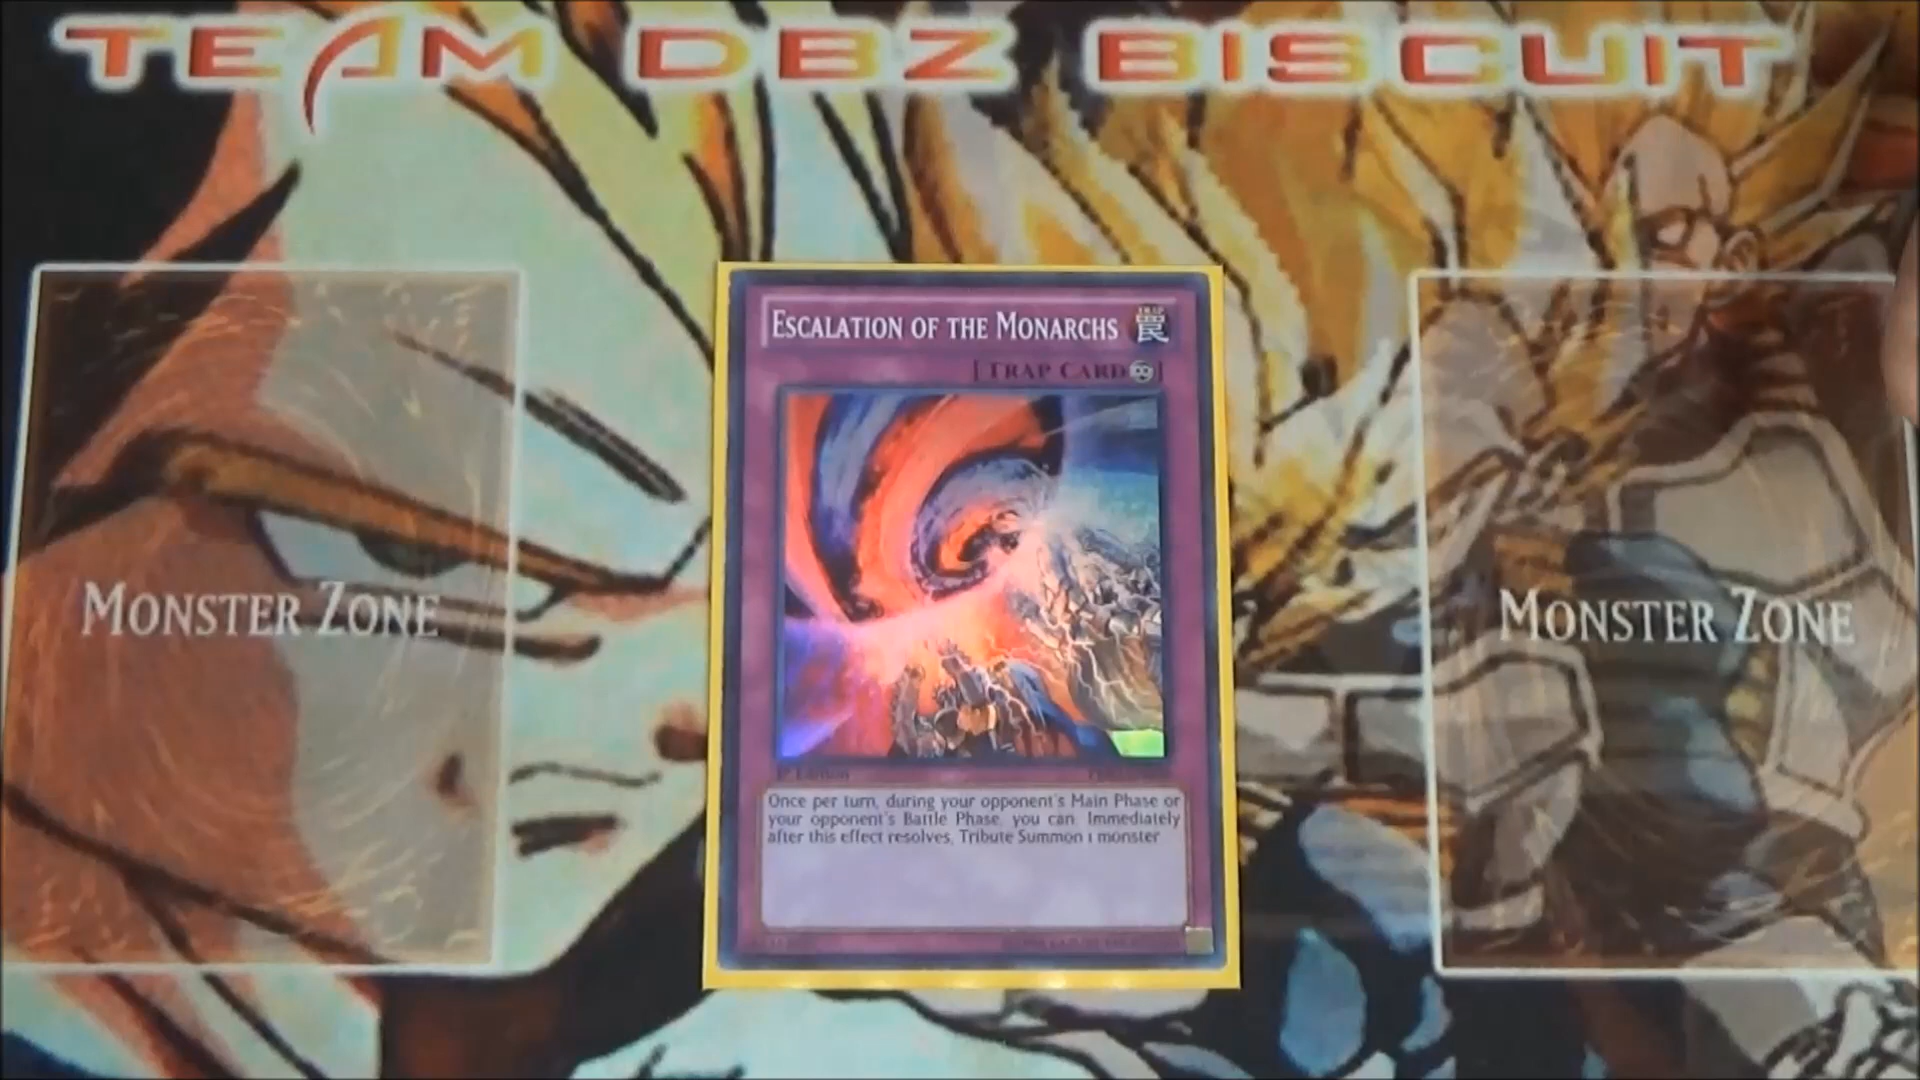 TEAM DBZ BISCUIT
ESCALATION OF THE MONARCHS
TRAP
罠
[TRAP CARD]
MONSTER ZONE
MONSTER ZONE
1st Edition
Once per turn, during your opponent's Main Phase or
your opponent's Battle Phase, you can: Immediately
after this effect resolves, Tribute Summon 1 monster